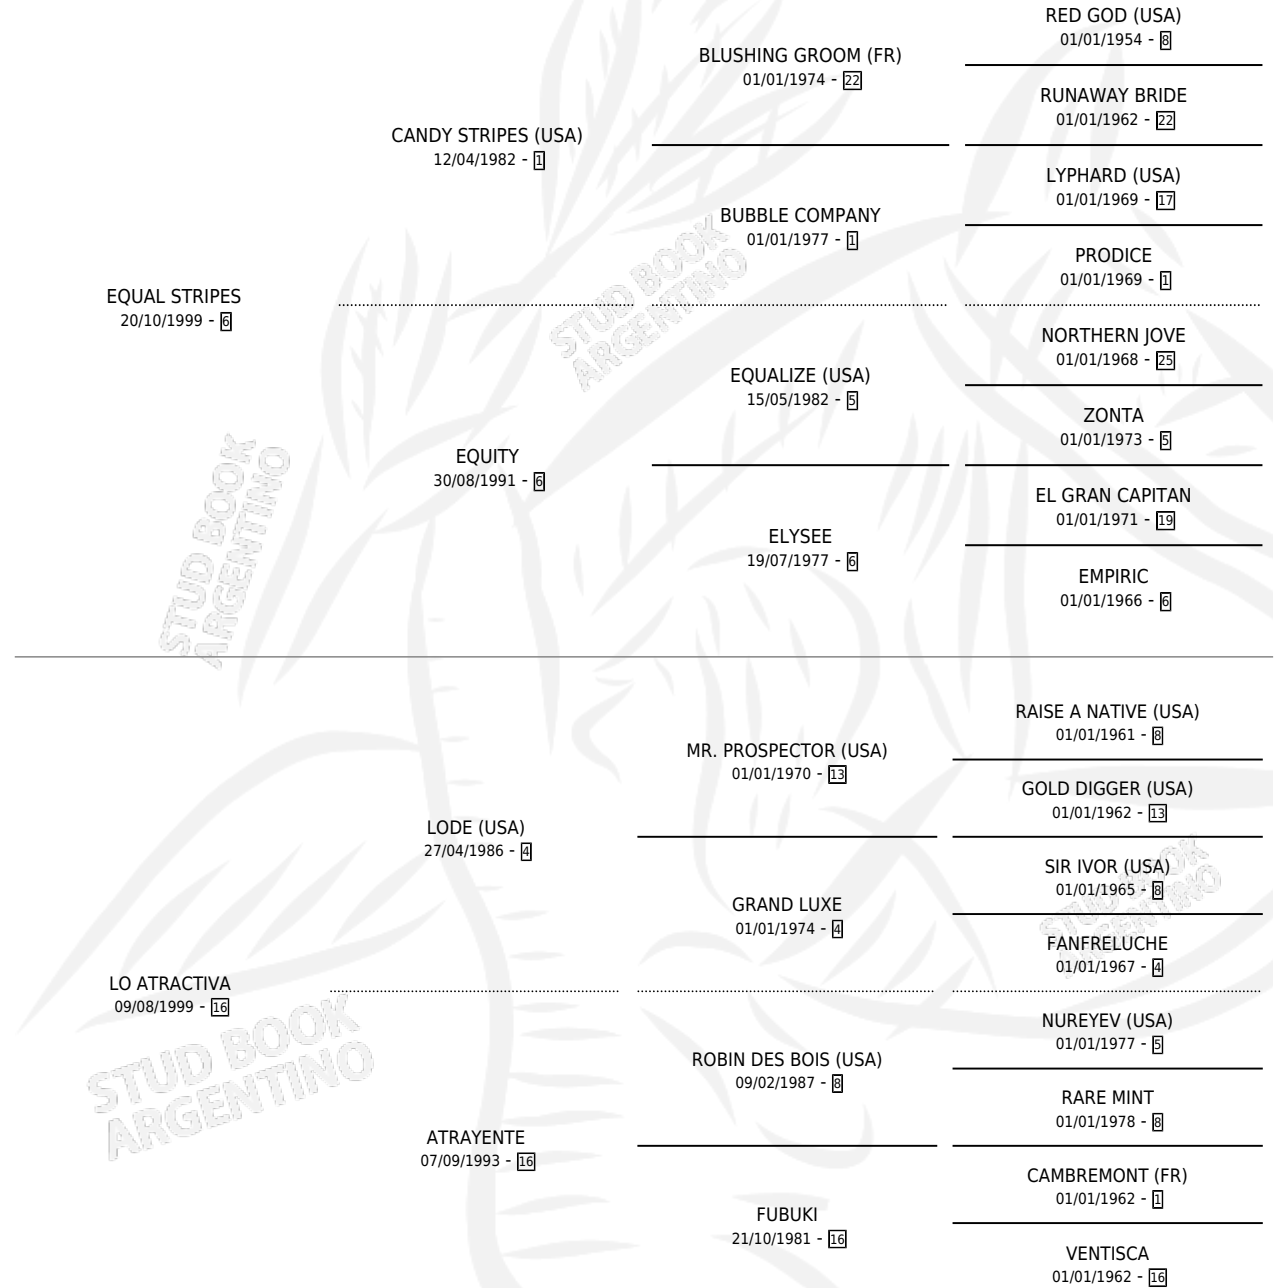 RED GOD (USA)
01/01/1954 - 8
BLUSHING GROOM (FR)
01/01/1974 - 22
RUNAWAY BRIDE
01/01/1962 - 22
CANDY STRIPES (USA)
12/04/1982 - 1
LYPHARD (USA)
01/01/1969 - 17
BUBBLE COMPANY
01/01/1977 - 1
PRODICE
01/01/1969 - 1
EQUAL STRIPES
20/10/1999 - 6
STUD BOOK
ARGENTINO
NORTHERN JOVE
01/01/1968 - 25
EQUALIZE (USA)
15/05/1982 - 5
ZONTA
01/01/1973 - 5
EQUITY
30/08/1991 - 6
EL GRAN CAPITAN
01/01/1971 - 19
ELYSEE
19/07/1977 - 6
EMPIRIC
01/01/1966 - 6
STUD BOOK
ARGENTINO
RAISE A NATIVE (USA)
01/01/1961 - 8
MR. PROSPECTOR (USA)
01/01/1970 - 13
GOLD DIGGER (USA)
01/01/1962 - 13
LODE (USA)
27/04/1986 - 4
SIR IVOR (USA)
01/01/1965 - 8
GRAND LUXE
01/01/1974 - 4
FANFRELUCHE
01/01/1967 - 4
STUD BOOK
ARGENTINO
LO ATRACTIVA
09/08/1999 - 16
NUREYEV (USA)
01/01/1977 - 5
ROBIN DES BOIS (USA)
09/02/1987 - 8
RARE MINT
01/01/1978 - 8
STUD BOOK
ARGENTINO
ATRAYENTE
07/09/1993 - 16
CAMBREMONT (FR)
01/01/1962 - 1
FUBUKI
21/10/1981 - 16
VENTISCA
01/01/1962 - 16